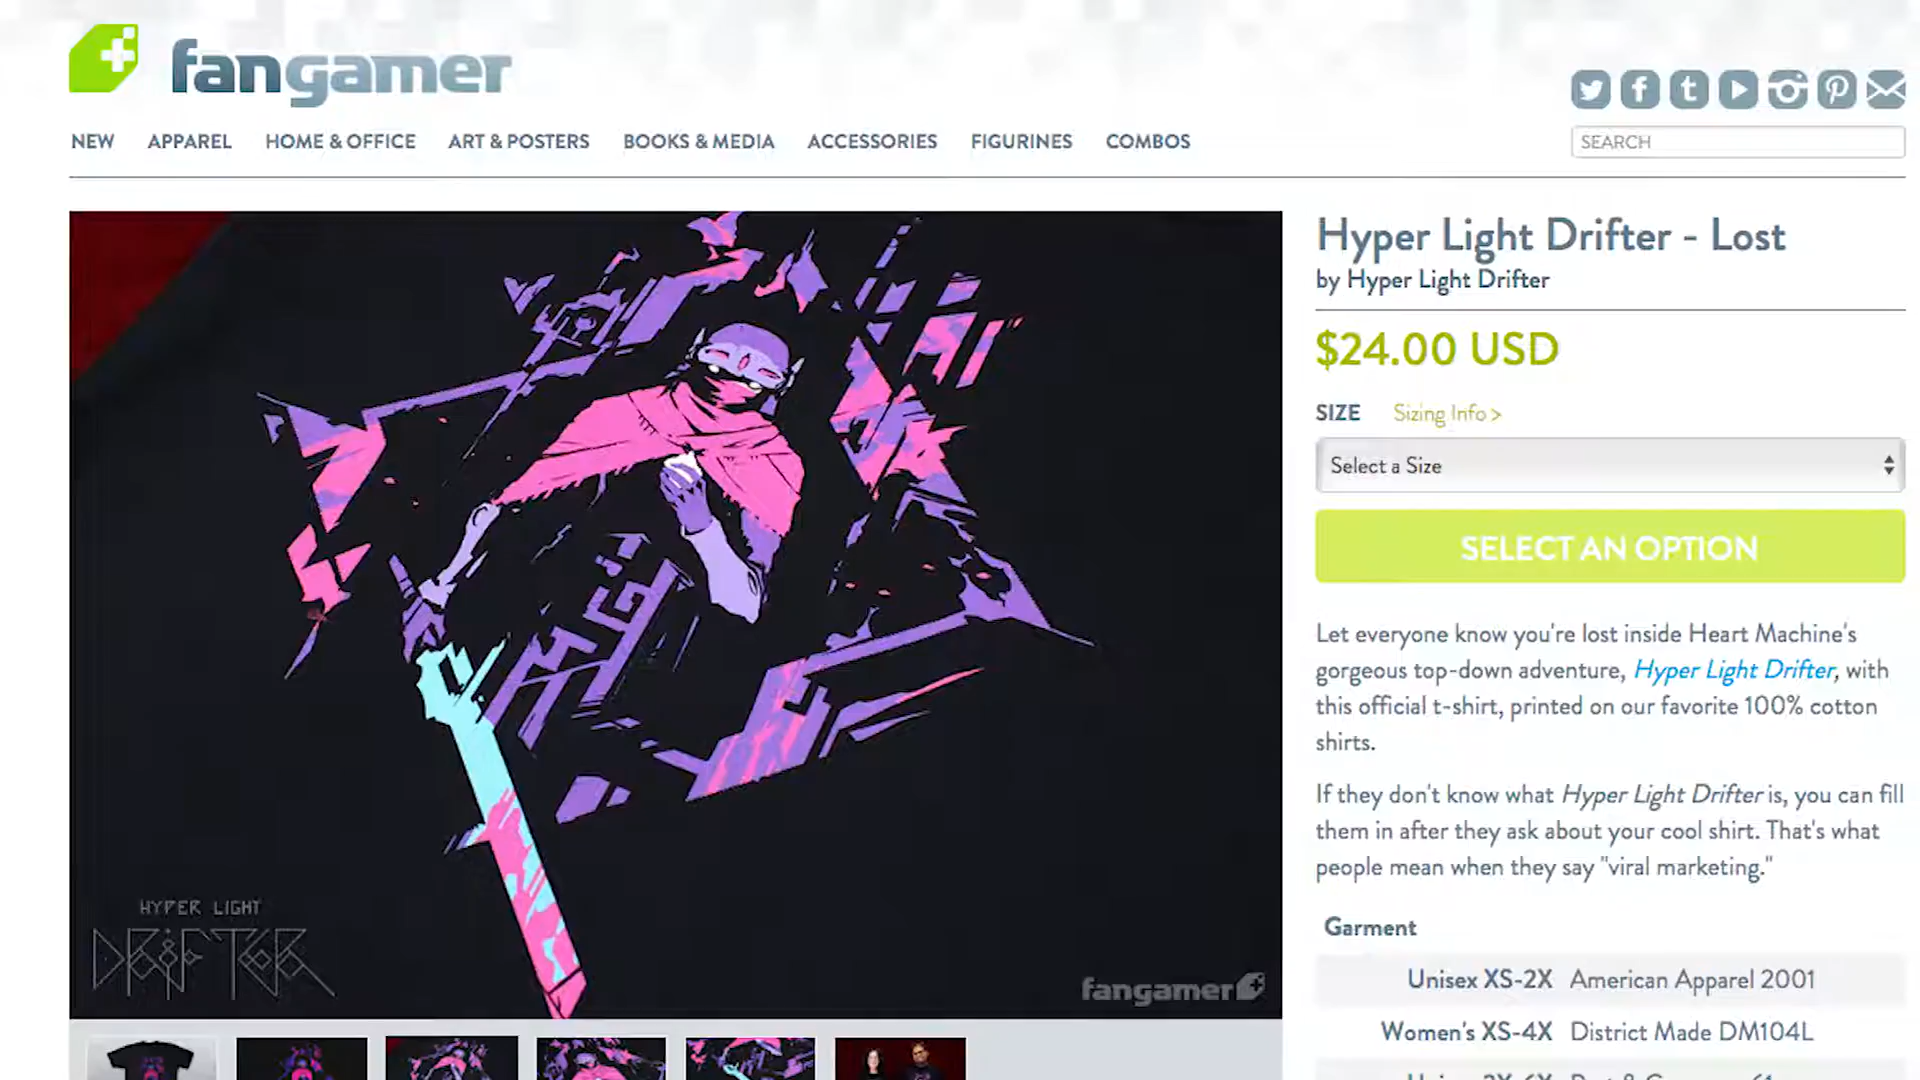 fangamer
NEW APPAREL HOME & OFFICE ART & POSTERS BOOKS & MEDIA ACCESSORIES FIGURINES COMBOS
SEARCH
Hyper Light Drifter - Lost
by Hyper Light Drifter
$24.00 USD
SIZE Sizing Info >
Select a Size
SELECT AN OPTION
Let everyone know you're lost inside Heart Machine's
gorgeous top-down adventure, Hyper Light Drifter, with
this official t-shirt, printed on our favorite 100% cotton
shirts.
If they don't know what Hyper Light Drifter is, you can fill
them in after they ask about your cool shirt. That's what
people mean when they say "viral marketing."
Garment
Unisex XS-2X American Apparel 2001
Women's XS-4X District Made DM104L
HYPER LIGHT
DRIFTER
fangamer